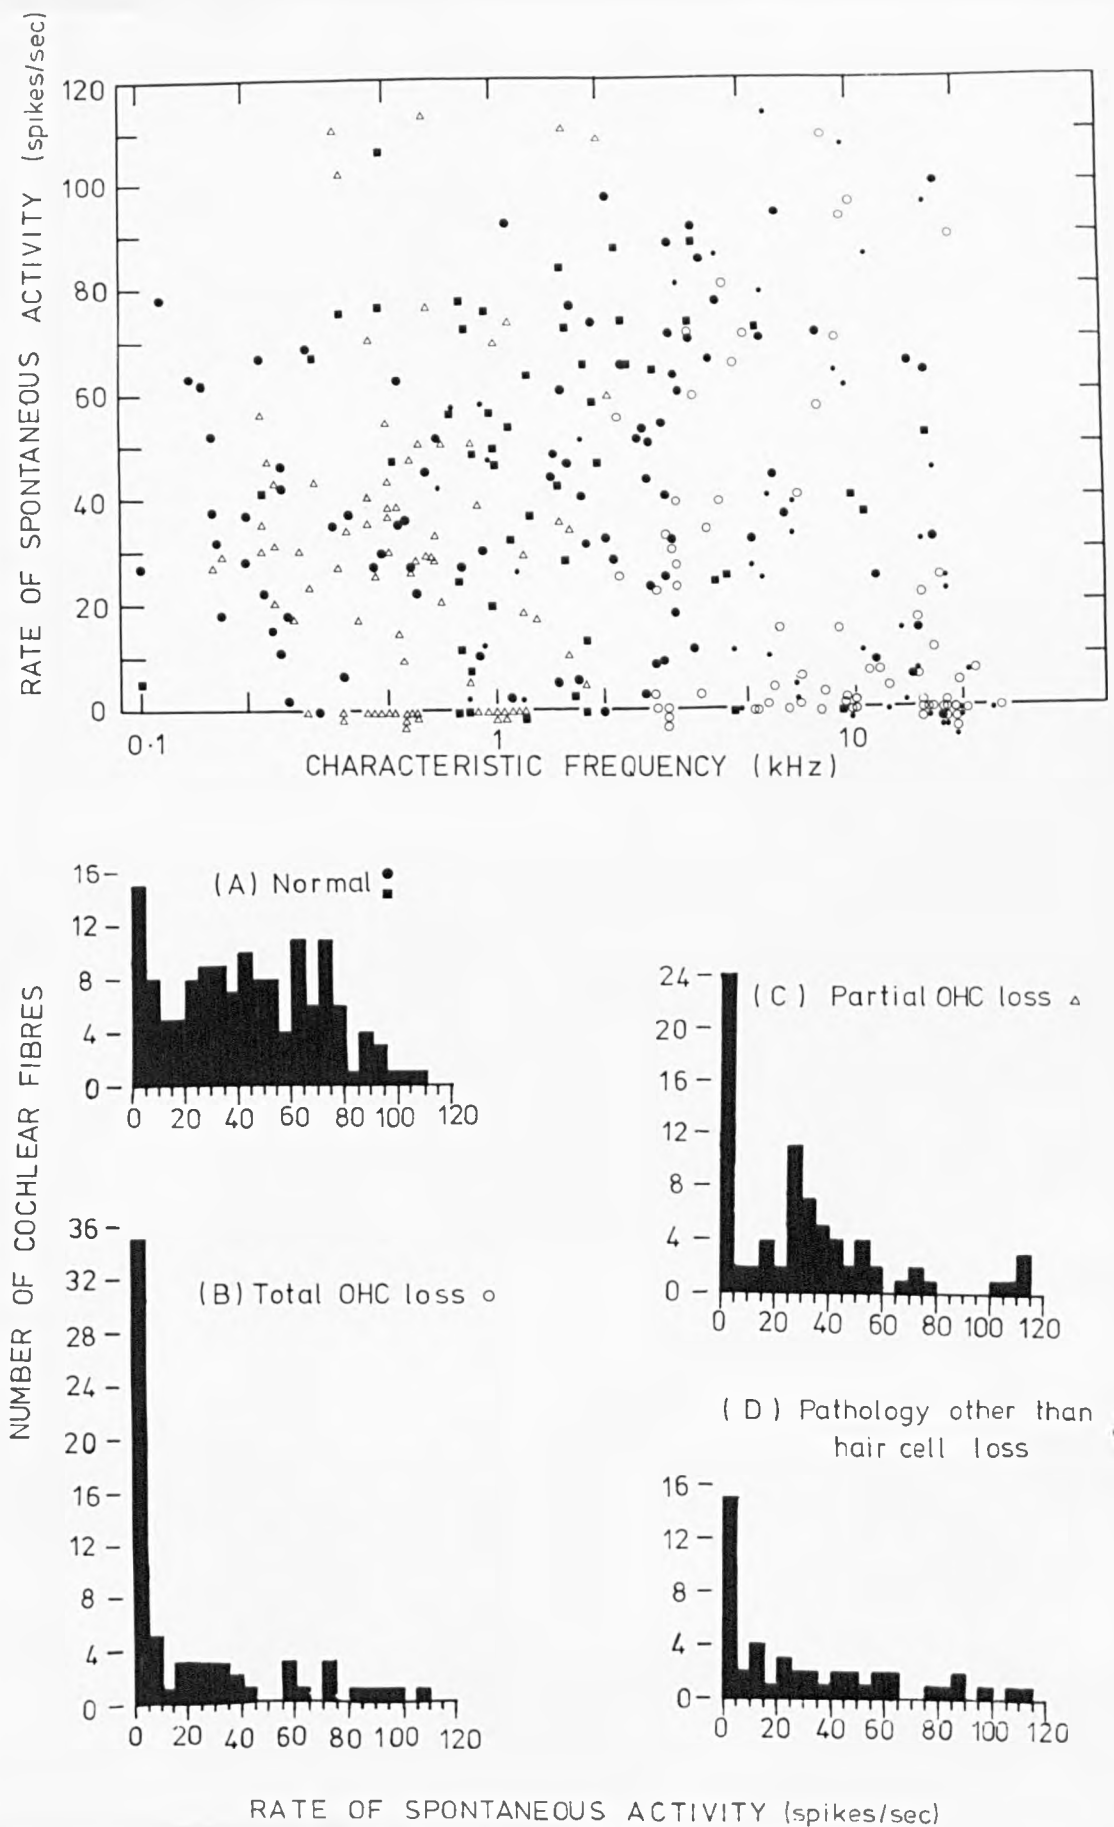 RATE OF SPONTANEOUS ACTIVITY (spikes/sec)
120
100
80
60
40
20
0
0·1
1
10
CHARACTERISTIC FREQUENCY (kHz)
NUMBER OF COCHLEAR FIBRES
(A) Normal
15
12
8
4
0
0 20 40 60 80 100 120
(C) Partial OHC loss
24
20
16
12
8
4
0
0 20 40 60 80 100 120
(B) Total OHC loss
36
32
28
24
20
16
12
8
4
0
0 20 40 60 80 100 120
(D) Pathology other than
hair cell loss
16
12
8
4
0
0 20 40 60 80 100 120
RATE OF SPONTANEOUS ACTIVITY (spikes/sec)